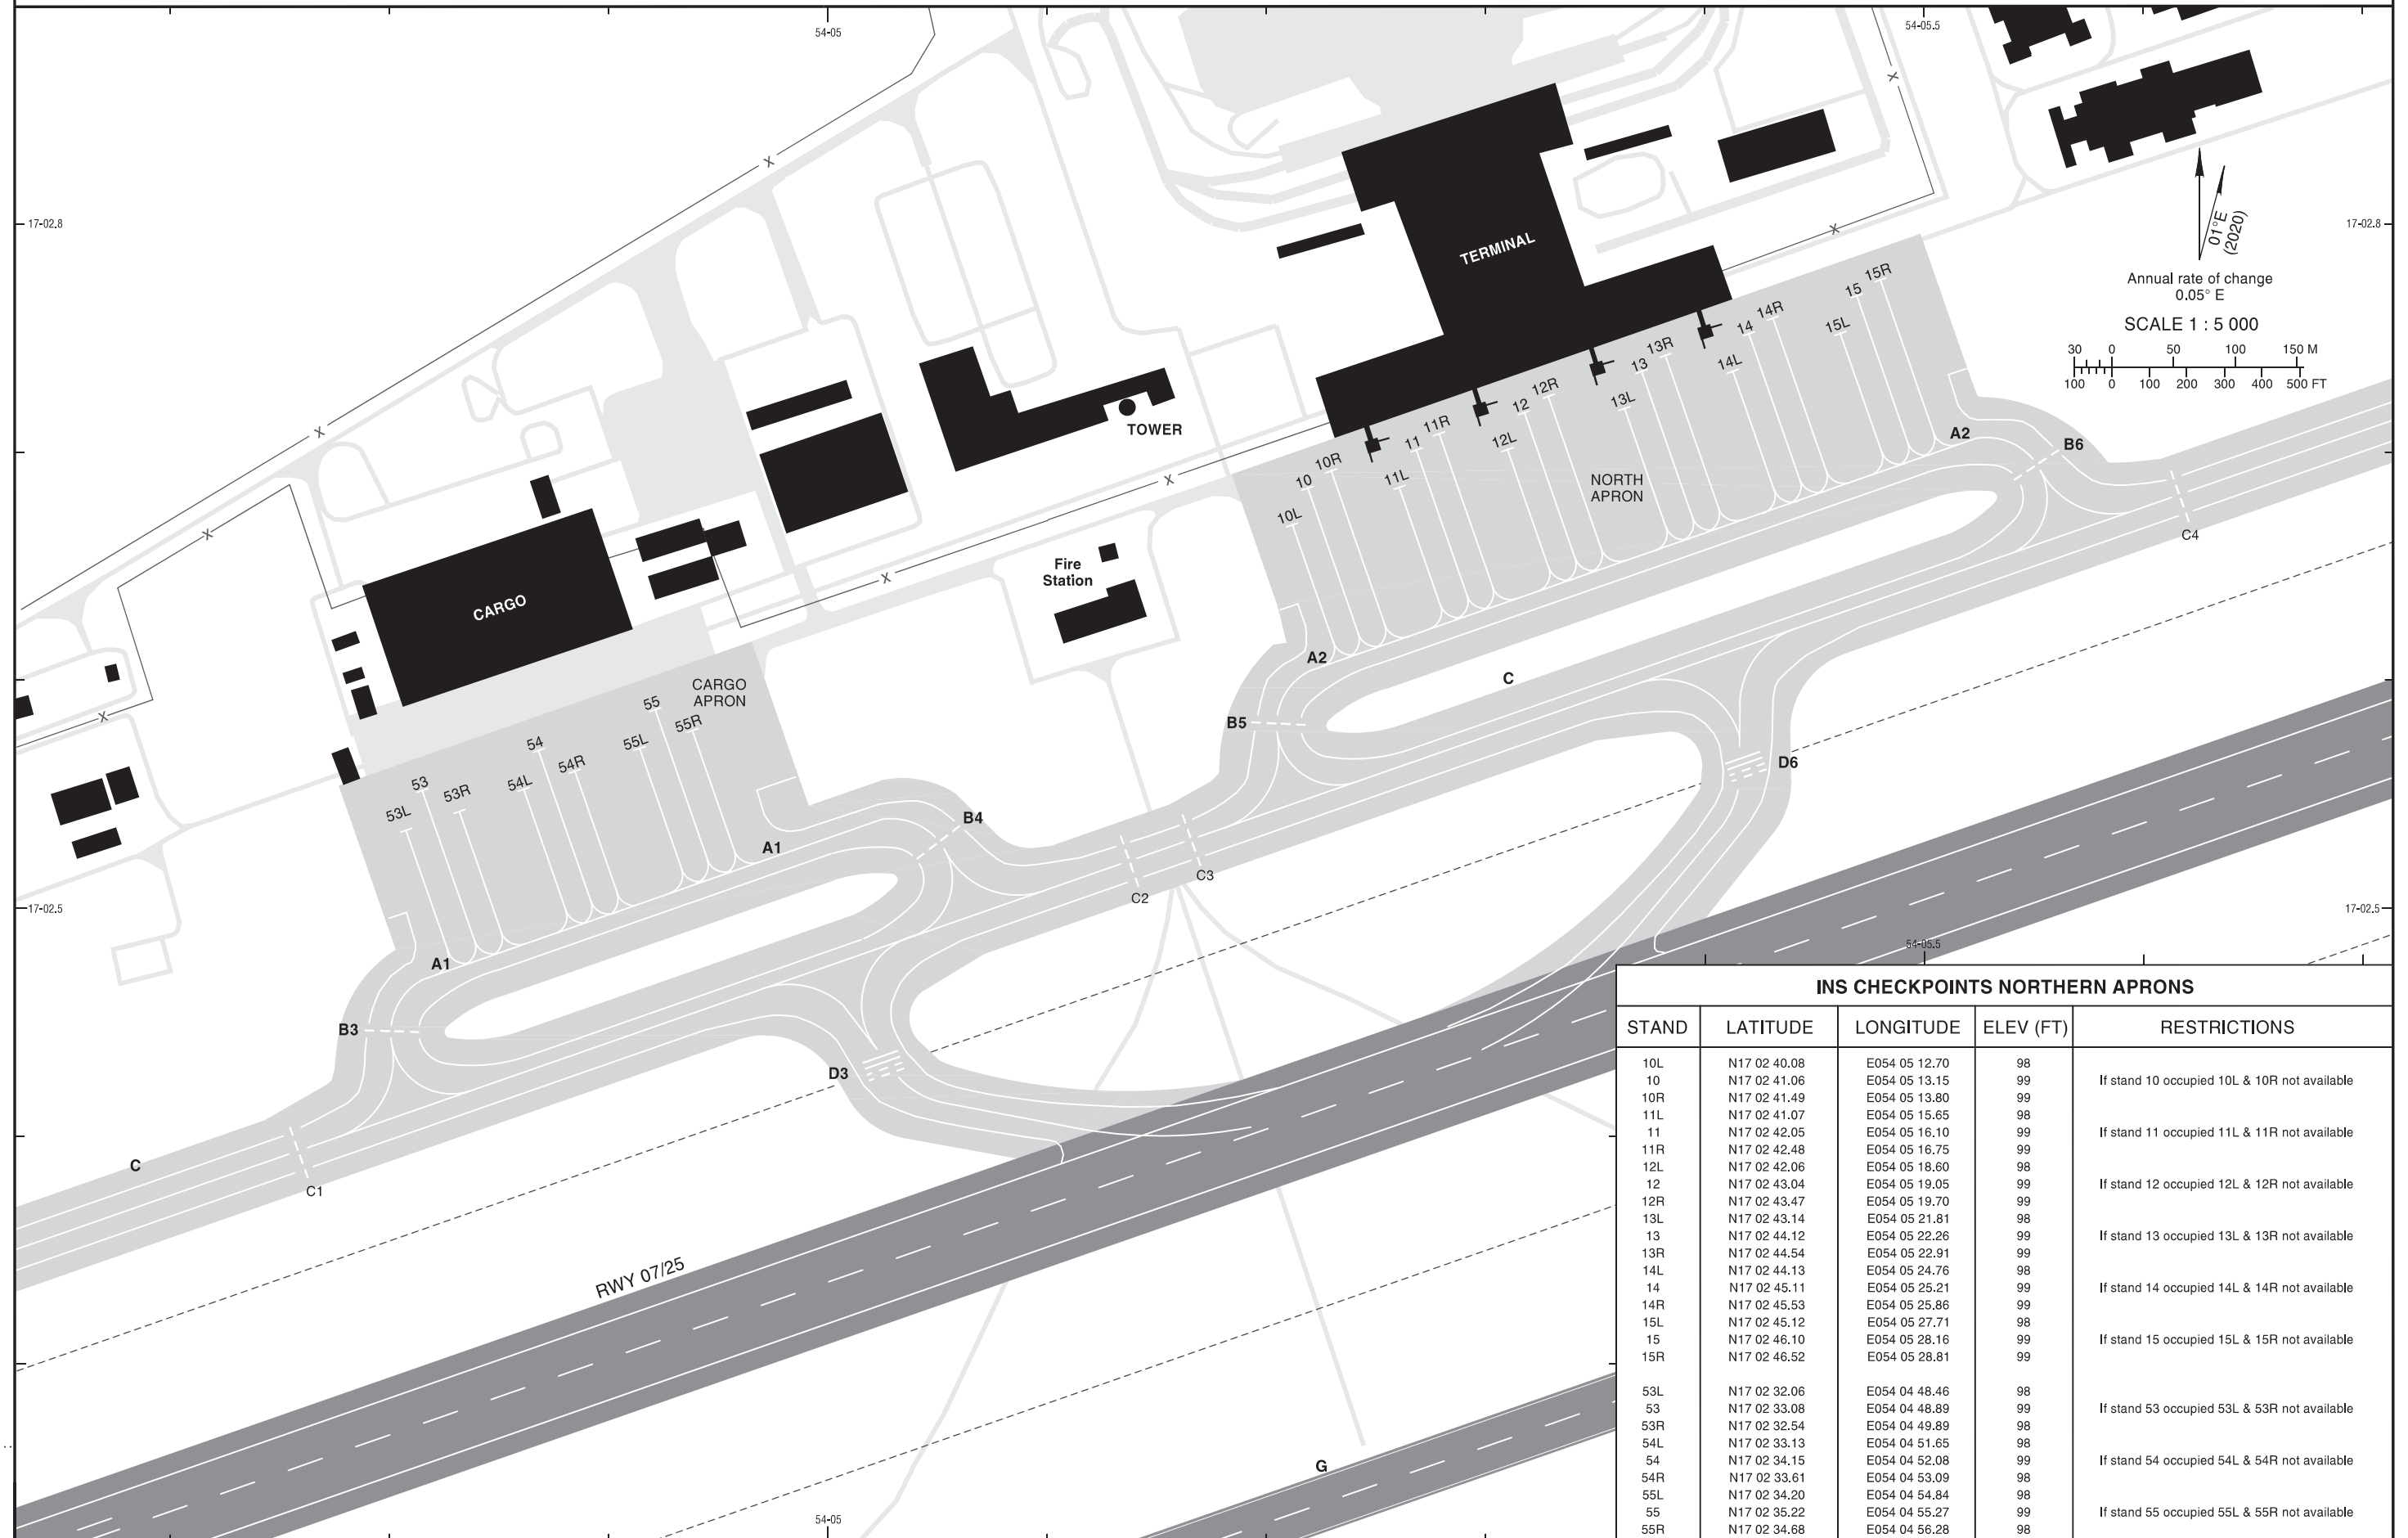 54-05
54-05.5
17-02.8
17-02.8
TERMINAL
01°E
(2020)
Annual rate of change
0.05° E
SCALE 1 : 5 000
30 0 50 100 150 M
100 0 100 200 300 400 500 FT
15R
15
15L
14R
14
14L
13R
13
13L
12R
12
12L
11R
11
11L
10R
10
10L
TOWER
NORTH
APRON
A2
B6
C4
X
X
X
X
X
X
X
X
CARGO
Fire
Station
CARGO
APRON
A2
C
B5
D6
55
55R
55L
54
54R
54L
53
53R
53L
A1
B4
C3
C2
17-02.5
17-02.5
A1
B3
D3
54-05.5
C
C1
RWY 07/25
G
54-05
INS CHECKPOINTS NORTHERN APRONS
STAND LATITUDE LONGITUDE ELEV (FT) RESTRICTIONS
10L N17 02 40.08 E054 05 12.70 98
10 N17 02 41.06 E054 05 13.15 99 If stand 10 occupied 10L & 10R not available
10R N17 02 41.49 E054 05 13.80 99
11L N17 02 41.07 E054 05 15.65 98
11 N17 02 42.05 E054 05 16.10 99 If stand 11 occupied 11L & 11R not available
11R N17 02 42.48 E054 05 16.75 99
12L N17 02 42.06 E054 05 18.60 98
12 N17 02 43.04 E054 05 19.05 99 If stand 12 occupied 12L & 12R not available
12R N17 02 43.47 E054 05 19.70 99
13L N17 02 43.14 E054 05 21.81 98
13 N17 02 44.12 E054 05 22.26 99 If stand 13 occupied 13L & 13R not available
13R N17 02 44.54 E054 05 22.91 99
14L N17 02 44.13 E054 05 24.76 98
14 N17 02 45.11 E054 05 25.21 99 If stand 14 occupied 14L & 14R not available
14R N17 02 45.53 E054 05 25.86 99
15L N17 02 45.12 E054 05 27.71 98
15 N17 02 46.10 E054 05 28.16 99 If stand 15 occupied 15L & 15R not available
15R N17 02 46.52 E054 05 28.81 99
53L N17 02 32.06 E054 04 48.46 98
53 N17 02 33.08 E054 04 48.89 99 If stand 53 occupied 53L & 53R not available
53R N17 02 32.54 E054 04 49.89 98
54L N17 02 33.13 E054 04 51.65 98
54 N17 02 34.15 E054 04 52.08 99 If stand 54 occupied 54L & 54R not available
54R N17 02 33.61 E054 04 53.09 98
55L N17 02 34.20 E054 04 54.84 98
55 N17 02 35.22 E054 04 55.27 99 If stand 55 occupied 55L & 55R not available
55R N17 02 34.68 E054 04 56.28 98